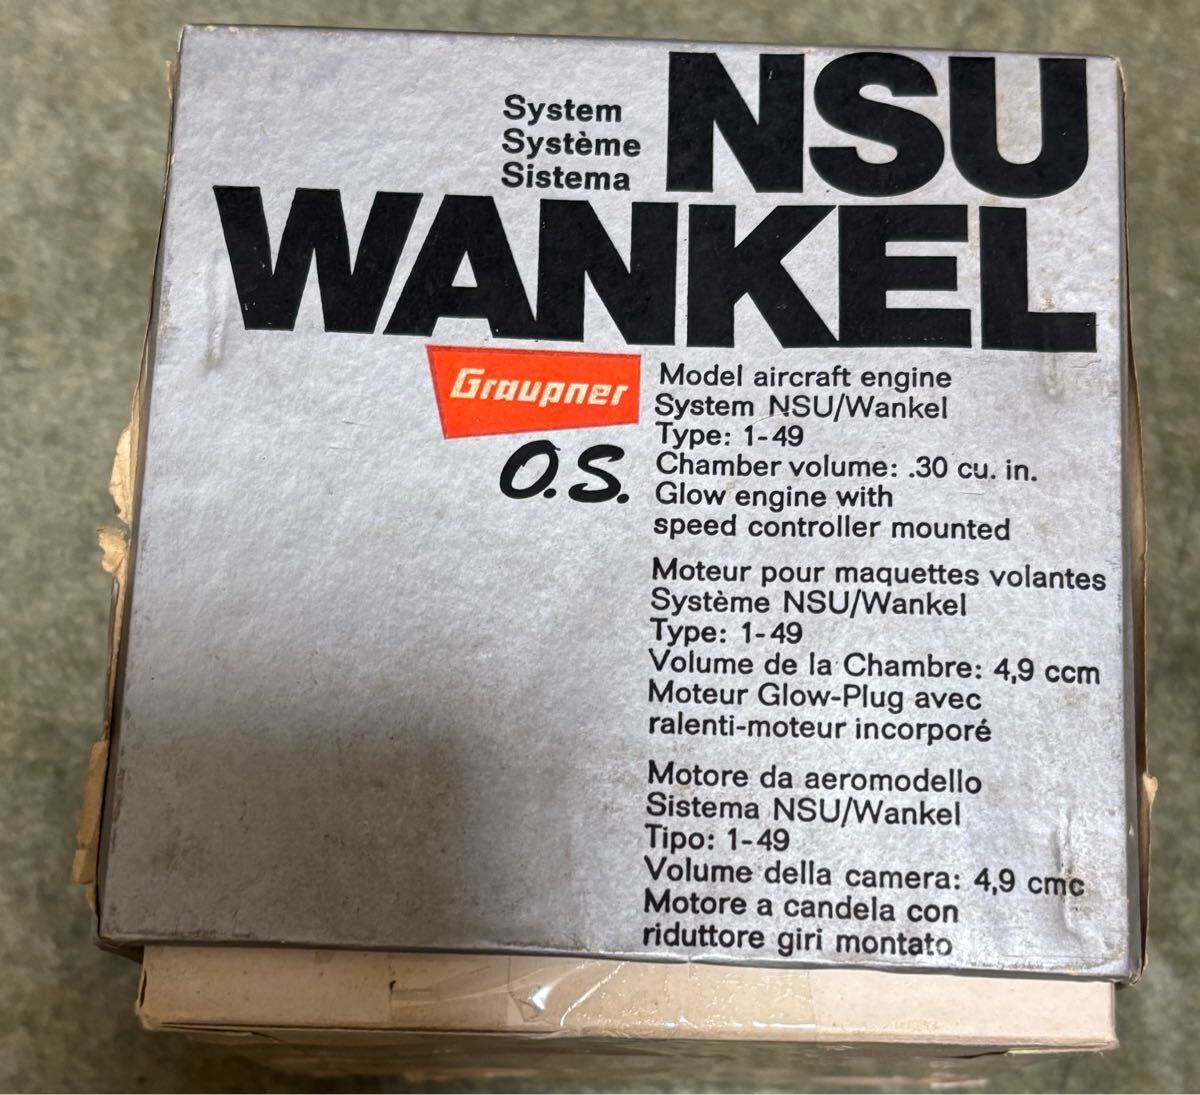 System
Système
Sistema
NSU
WANKEL
Graupner
O.S.
Model aircraft engine
System NSU/Wankel
Type: 1-49
Chamber volume: .30 cu. in.
Glow engine with
speed controller mounted
Moteur pour maquettes volantes
Système NSU/Wankel
Type: 1-49
Volume de la Chambre: 4,9 ccm
Moteur Glow-Plug avec
ralenti-moteur incorporé
Motore da aeromodello
Sistema NSU/Wankel
Tipo: 1-49
Volume della camera: 4,9 cmc
Motore a candela con
riduttore giri montato